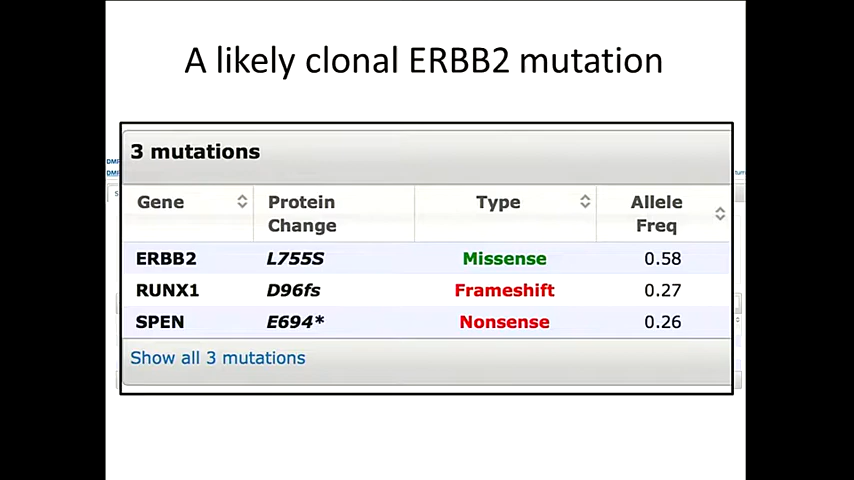 A likely clonal ERBB2 mutation
3 mutations
Gene Protein Change Type Allele Freq
ERBB2 L755S Missense 0.58
RUNX1 D96fs Frameshift 0.27
SPEN E694* Nonsense 0.26
Show all 3 mutations